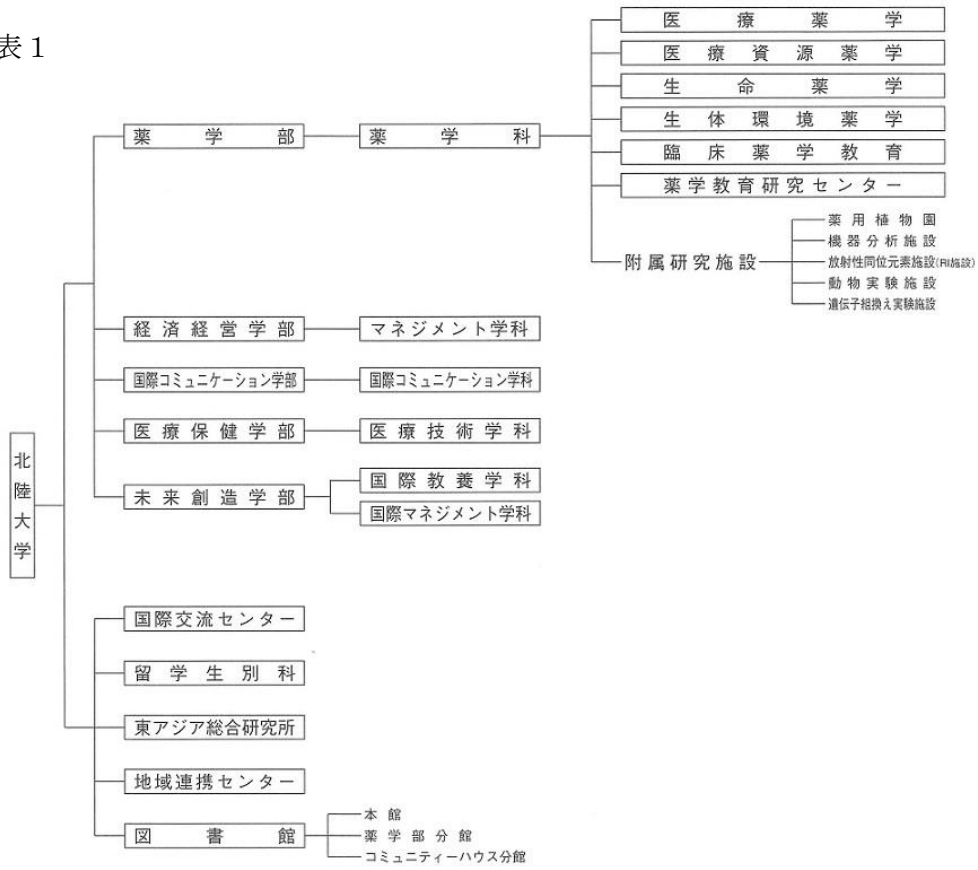 表1
北陸大学
薬学部
薬学科
医療薬学
医療資源薬学
生命薬学
生体環境薬学
臨床薬学教育
薬学教育研究センター
附属研究施設
薬用植物園
機器分析施設
放射性同位元素施設(RI施設)
動物実験施設
遺伝子組換え実験施設
経済経営学部
マネジメント学科
国際コミュニケーション学部
国際コミュニケーション学科
医療保健学部
医療技術学科
未来創造学部
国際教養学科
国際マネジメント学科
国際交流センター
留学生別科
東アジア総合研究所
地域連携センター
図書館
本館
薬学部分館
コミュニティーハウス分館